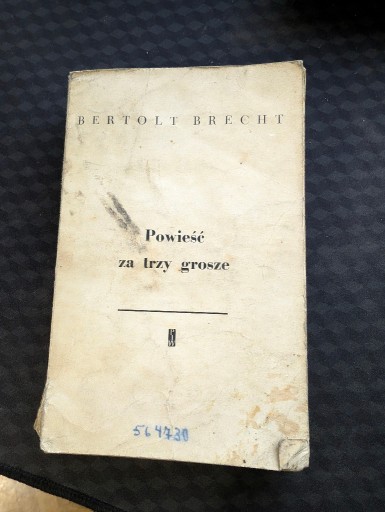 BERTOLT BRECHT
Powieść
za trzy grosze
564730